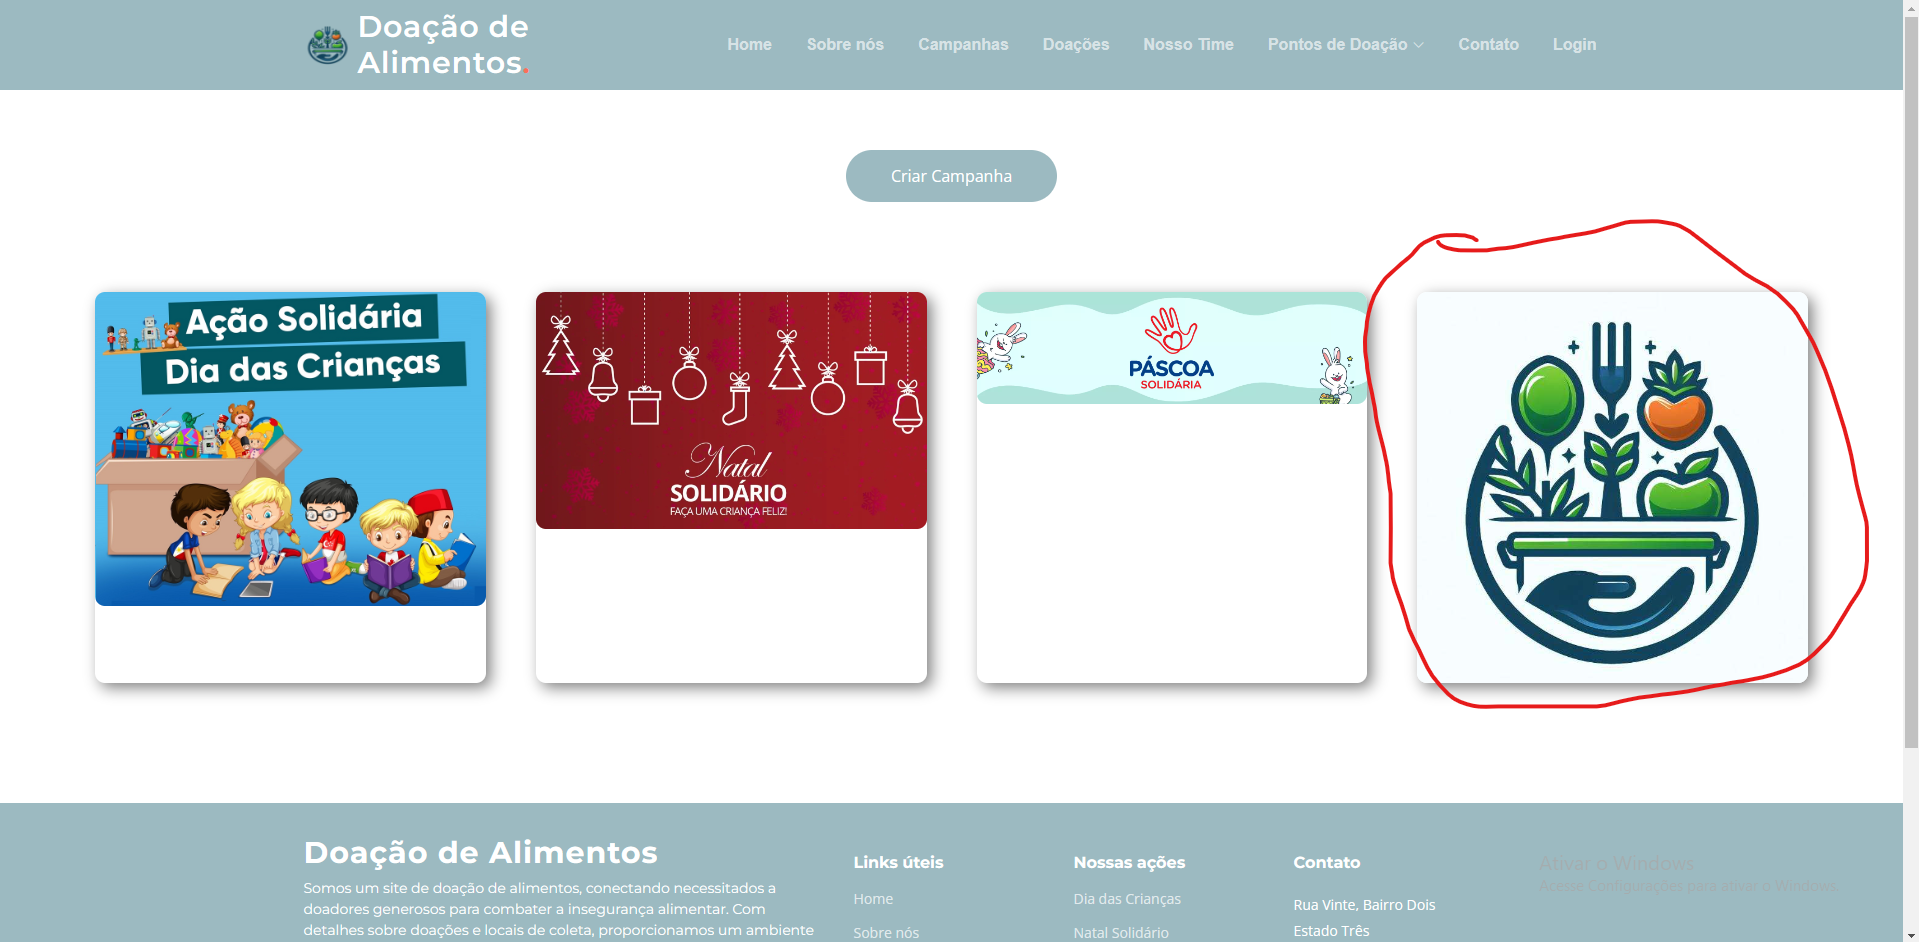 Doação de
Alimentos.
Home Sobre nós Campanhas Doações Nosso Time Pontos de Doação Contato Login
Criar Campanha
Ação Solidária
Dia das Crianças
Natal
SOLIDÁRIO
FAÇA UMA CRIANÇA FELIZ!
PÁSCOA
SOLIDÁRIA
Doação de Alimentos
Somos um site de doação de alimentos, conectando necessitados a
doadores generosos para combater a insegurança alimentar. Com
detalhes sobre doações e locais de coleta, proporcionamos um ambiente
Links úteis
Home
Sobre nós
Nossas ações
Dia das Crianças
Natal Solidário
Contato
Rua Vinte, Bairro Dois
Estado Três
Ativar o Windows
Acesse Configurações para ativar o Windows.